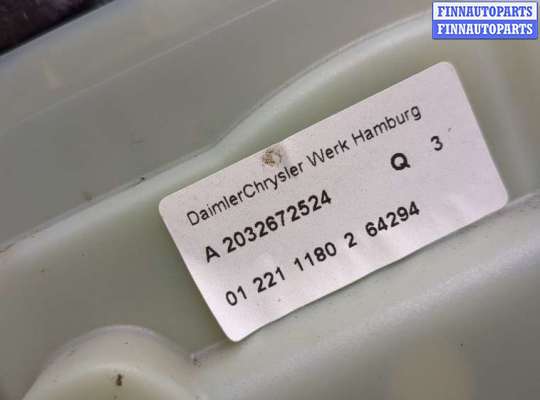 FINNAUTOPARTS
FINNAUTOPARTS
DaimlerChrysler Werk Hamburg
A 2032672524 Q 3
01 221 1180 2 64294